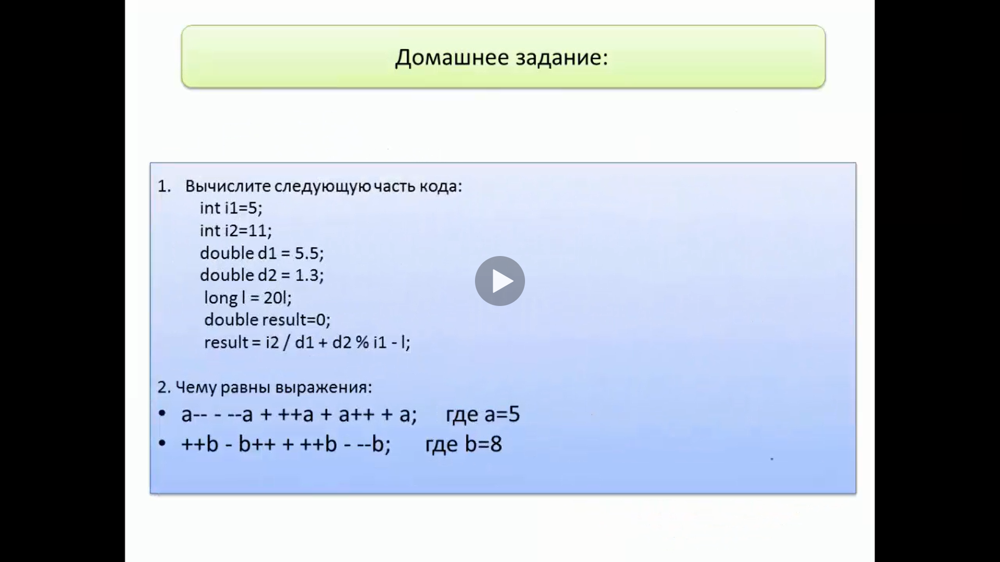 Домашнее задание:
1. Вычислите следующую часть кода:
int i1=5;
int i2=11;
double d1 = 5.5;
double d2 = 1.3;
long l = 20l;
double result=0;
result = i2 / d1 + d2 % i1 - l;
2. Чему равны выражения:
• a-- - --a + ++a + a++ + a; где a=5
• ++b - b++ + ++b - --b; где b=8